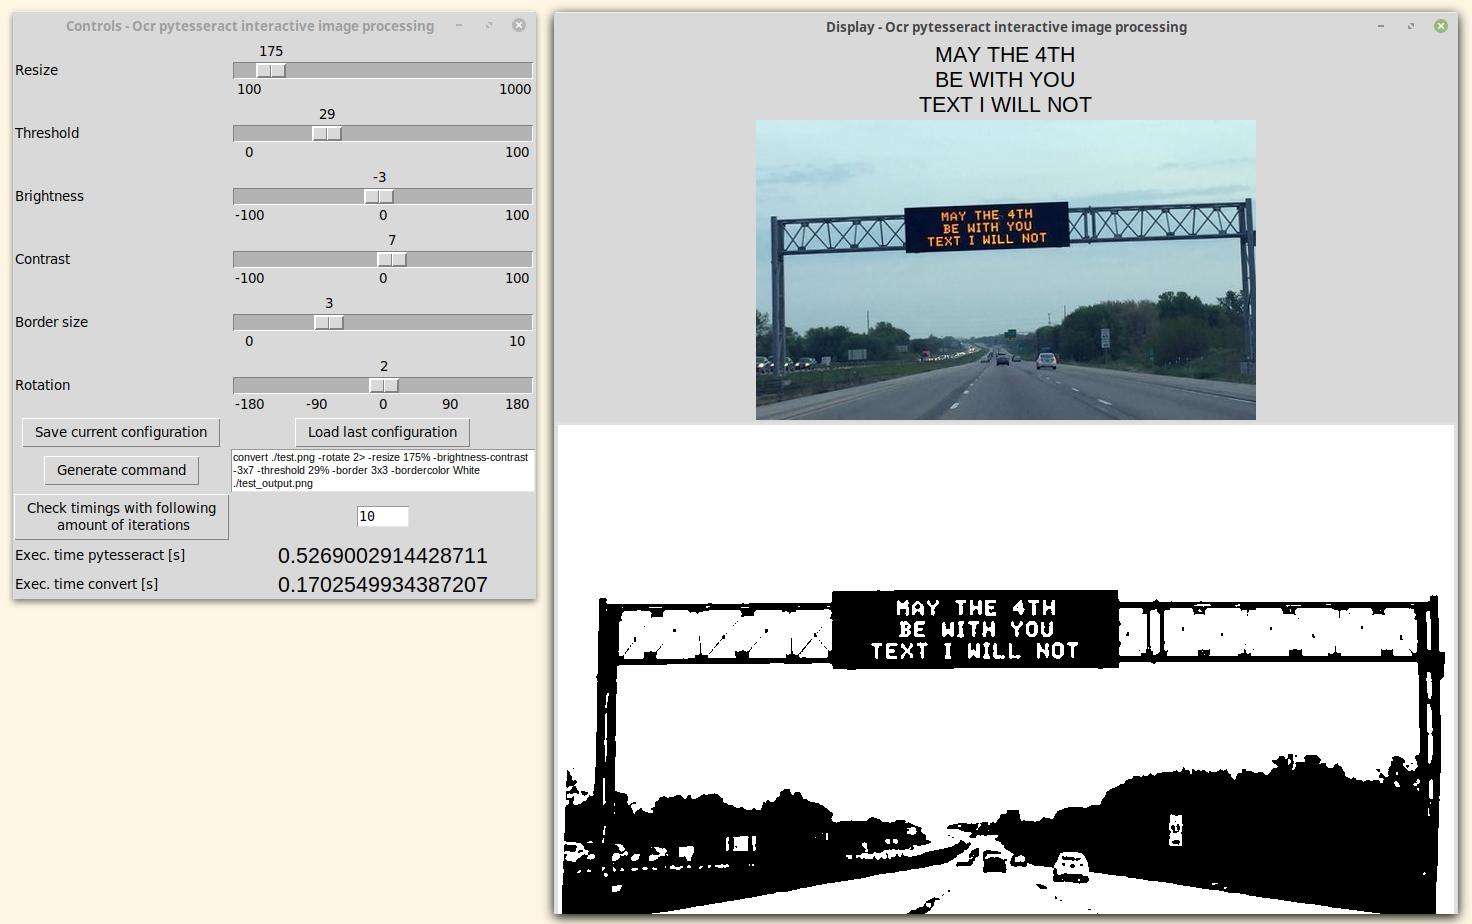 Controls - Ocr pytesseract interactive image processing
175
Resize
100 1000
29
Threshold
0 100
-3
Brightness
-100 0 100
7
Contrast
-100 0 100
3
Border size
0 10
2
Rotation
-180 -90 0 90 180
Save current configuration Load last configuration
Generate command
convert ./test.png -rotate 2> -resize 175% -brightness-contrast
-3x7 -threshold 29% -border 3x3 -bordercolor White
./test_output.png
Check timings with following
amount of iterations
10
Exec. time pytesseract [s] 0.5269002914428711
Exec. time convert [s] 0.1702549934387207
Display - Ocr pytesseract interactive image processing
MAY THE 4TH
BE WITH YOU
TEXT I WILL NOT
MAY THE 4TH
BE WITH YOU
TEXT I WILL NOT
MAY THE 4TH
BE WITH YOU
TEXT I WILL NOT